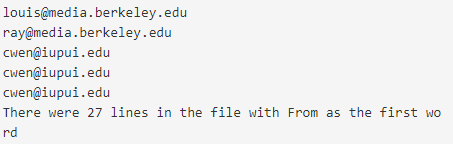 louis@media.berkeley.edu
ray@media.berkeley.edu
cwen@iupui.edu
cwen@iupui.edu
cwen@iupui.edu
There were 27 lines in the file with From as the first wo
rd